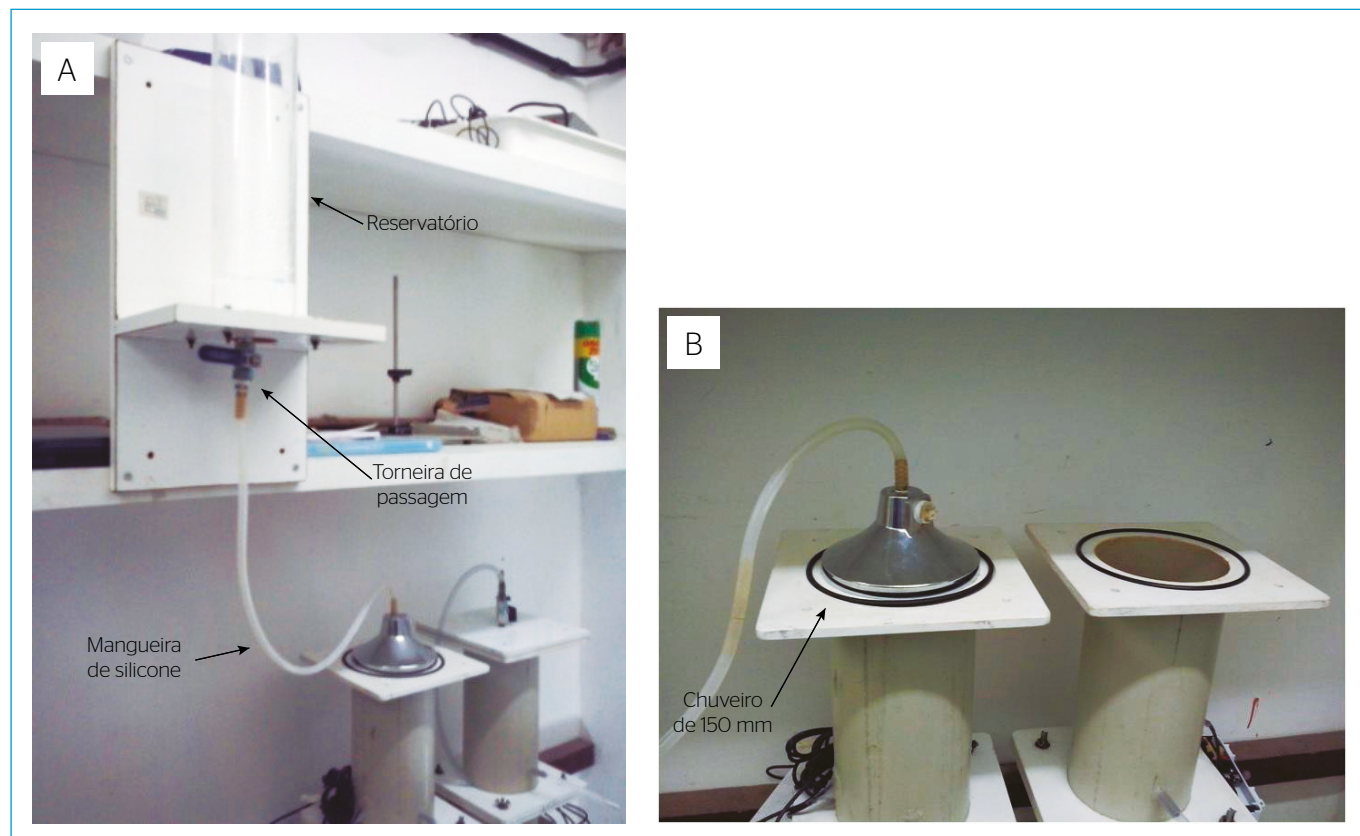 A
Reservatório
Torneira de
passagem
Mangueira
de silicone
B
Chuveiro
de 150 mm